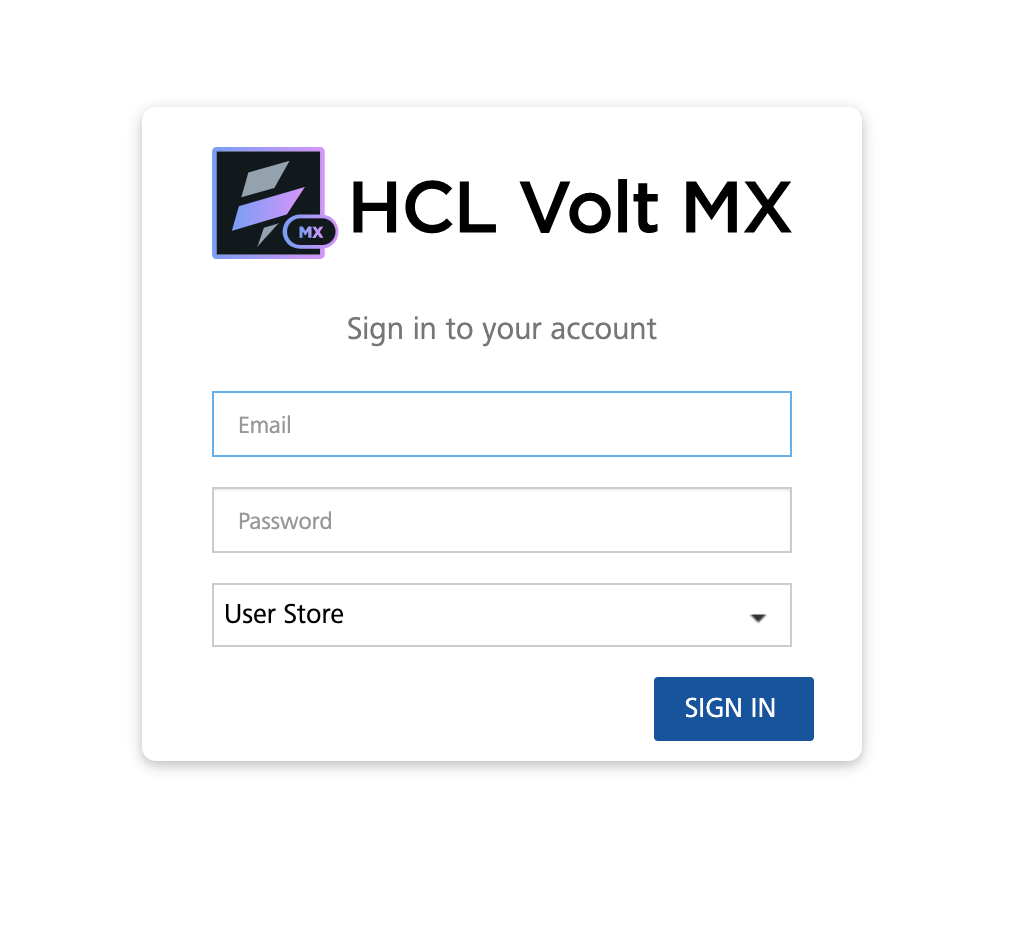 MX
HCL Volt MX
Sign in to your account
Email
Password
User Store
SIGN IN